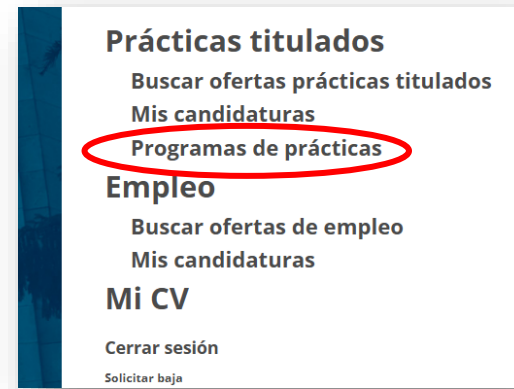 Prácticas titulados
Buscar ofertas prácticas titulados
Mis candidaturas
Programas de prácticas
Empleo
Buscar ofertas de empleo
Mis candidaturas
Mi CV
Cerrar sesión
Solicitar baja